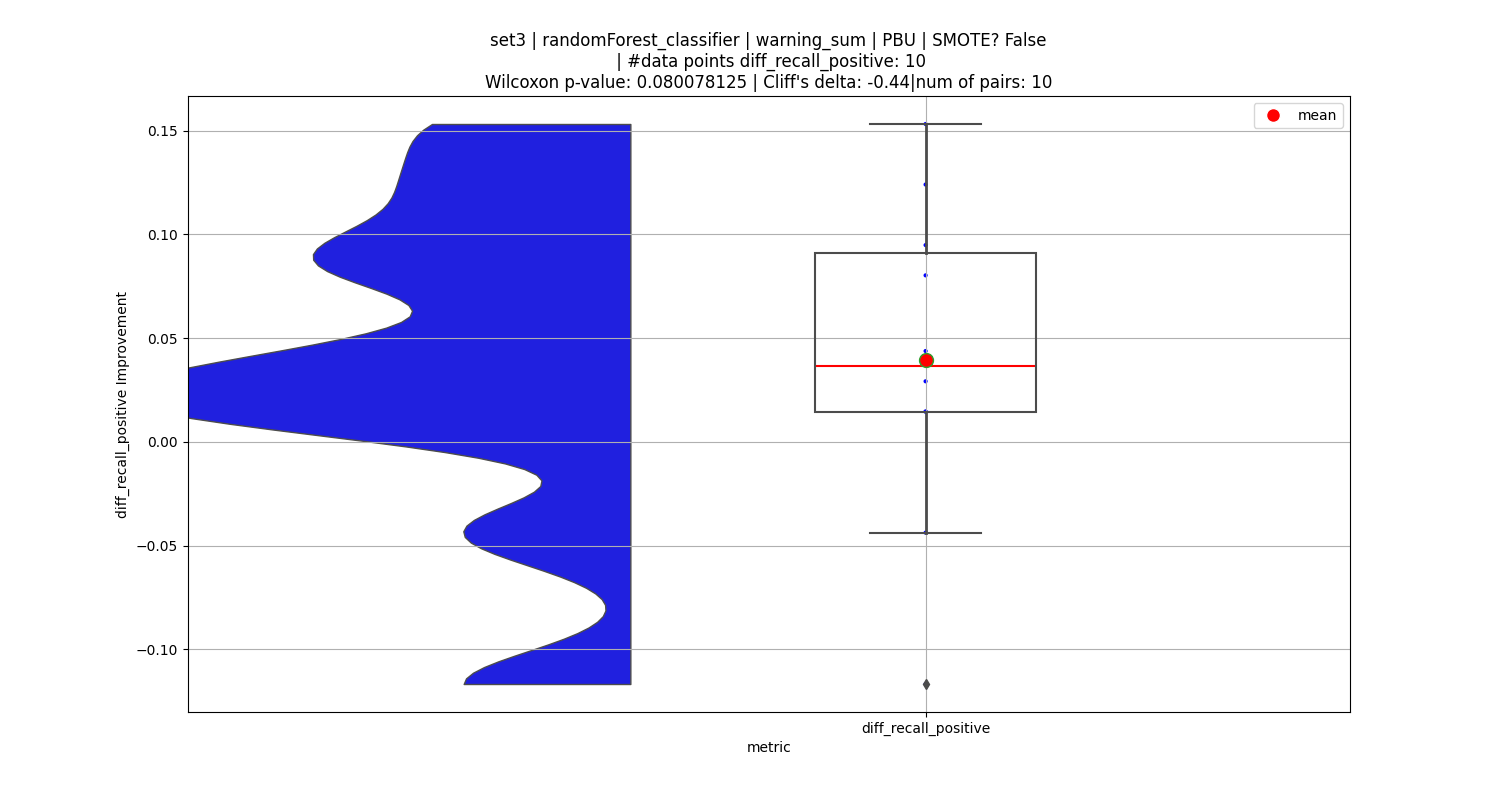 set3 | randomForest_classifier | warning_sum | PBU | SMOTE? False
| #data points diff_recall_positive: 10
Wilcoxon p-value: 0.080078125 | Cliff's delta: -0.44|num of pairs: 10
mean
0.15
0.10
0.05
0.00
−0.05
−0.10
diff_recall_positive Improvement
diff_recall_positive
metric